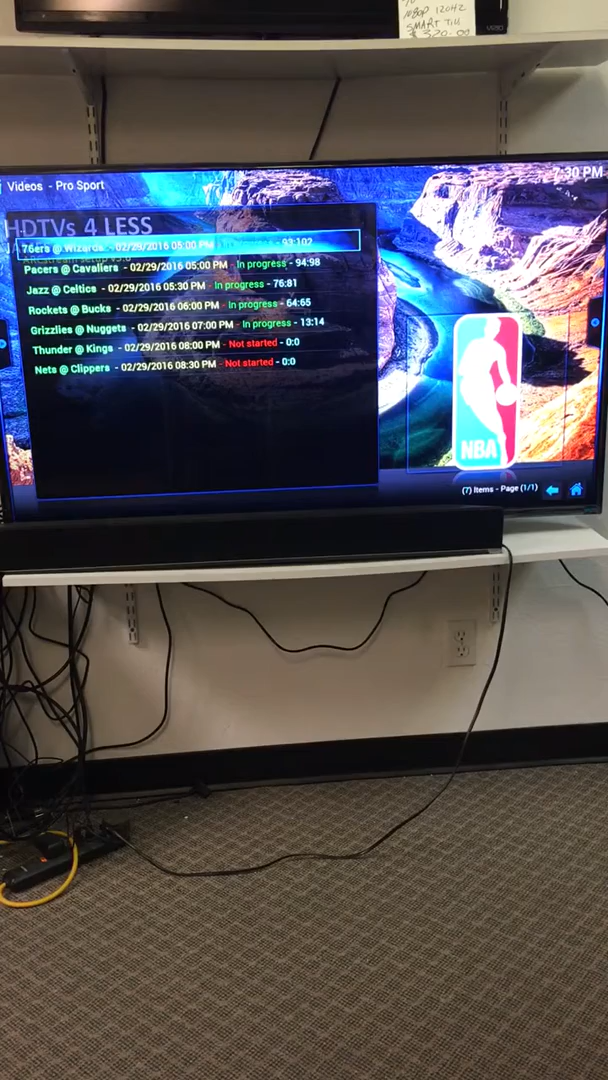 1080P 120HZ
SMART TV
$320.00
VIZIO
Videos - Pro Sport
7:30 PM
HDTVs 4 LESS
76ers @ Wizards - 02/29/2016 05:00 PM - 93:102
Pacers @ Cavaliers - 02/29/2016 05:00 PM - In progress - 94:98
Jazz @ Celtics - 02/29/2016 05:30 PM - In progress - 76:81
Rockets @ Bucks - 02/29/2016 06:00 PM - In progress - 64:65
Grizzlies @ Nuggets - 02/29/2016 07:00 PM - In progress - 13:14
Thunder @ Kings - 02/29/2016 08:00 PM - Not started - 0:0
Nets @ Clippers - 02/29/2016 08:30 PM - Not started - 0:0
NBA
(7) Items - Page (1/1)